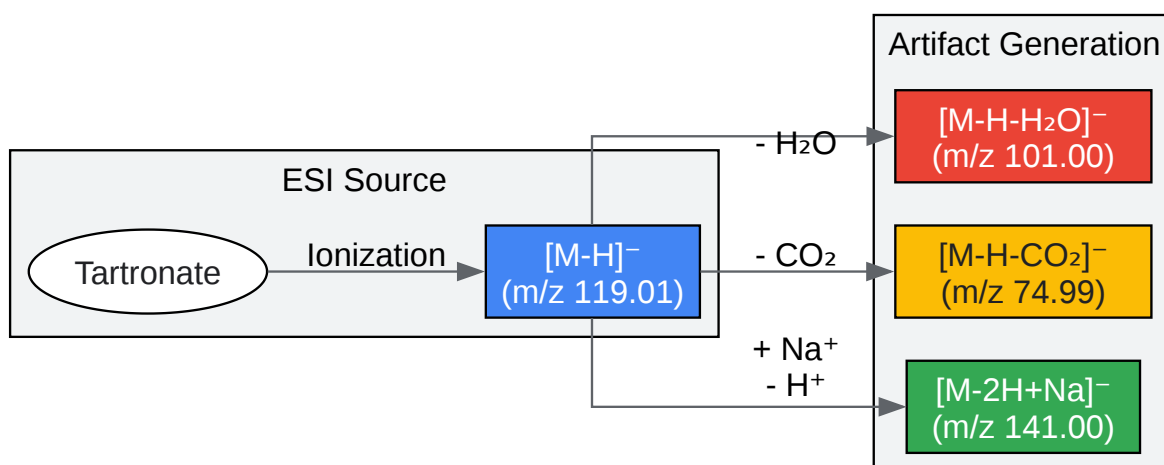 Artifact Generation
[M-H-H₂O]⁻
(m/z 101.00)
- H₂O
ESI Source
Tartronate
Ionization
[M-H]⁻
(m/z 119.01)
- CO₂
[M-H-CO₂]⁻
(m/z 74.99)
+ Na⁺
- H⁺
[M-2H+Na]⁻
(m/z 141.00)